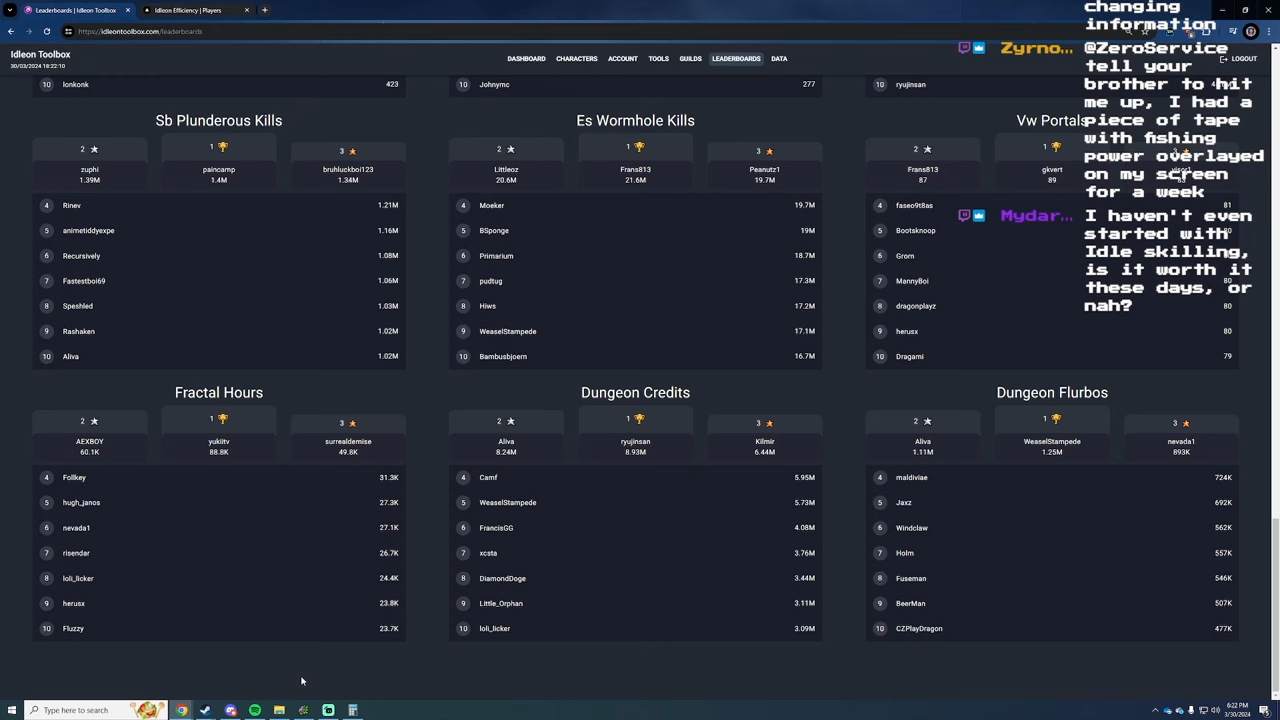 Leaderboards | Idleon Toolbox
Idleon Efficiency | Players
https://idleontoolbox.com/leaderboards
Idleon Toolbox
30/03/2024 18:22:10
DASHBOARD CHARACTERS ACCOUNT TOOLS GUILDS LEADERBOARDS DATA
LOGOUT
10 lonkonk 423
10 Johnymc 277
10 ryujinsan
Sb Plunderous Kills
2 zuphi 1.39M
1 paincamp 1.4M
3 bruhluckboi123 1.34M
4 Rinev 1.21M
5 animetiddyexpe 1.16M
6 Recursively 1.08M
7 Fastestboi69 1.06M
8 Speshled 1.03M
9 Rashaken 1.02M
10 Aliva 1.02M
Es Wormhole Kills
2 Littleoz 20.6M
1 Frans813 21.6M
3 Peanutz1 19.7M
4 Moeker 19.7M
5 BSponge 19M
6 Primarium 18.7M
7 pudtug 17.3M
8 Hiws 17.2M
9 WeaselStampede 17.1M
10 Bambusbjoern 16.7M
Vw Portals
2 Frans813 87
1 gkvert 89
3 83
4 faseo9t8as 81
5 Bootsknoop 80
6 Grorn
7 MannyBoi 80
8 dragonplayz 80
9 herusx 80
10 Dragami 79
Fractal Hours
2 AEXBOY 60.1K
1 yukiitv 88.8K
3 surrealdemise 49.8K
4 Follkey 31.3K
5 hugh_janos 27.3K
6 nevada1 27.1K
7 risendar 26.7K
8 loli_licker 24.4K
9 herusx 23.8K
10 Fluzzy 23.7K
Dungeon Credits
2 Aliva 8.24M
1 ryujinsan 8.93M
3 Kilmir 6.44M
4 Camf 5.95M
5 WeaselStampede 5.73M
6 FrancisGG 4.08M
7 xcsta 3.76M
8 DiamondDoge 3.44M
9 Little_Orphan 3.11M
10 loli_licker 3.09M
Dungeon Flurbos
2 Aliva 1.11M
1 WeaselStampede 1.25M
3 nevada1 893K
4 maldiviae 724K
5 Jaxz 692K
6 Windclaw 562K
7 Holm 557K
8 Fuseman 546K
9 BeerMan 507K
10 CZPlayDragon 477K
changing
information
Zyrno... @ZeroService
tell your
brother to hit
me up, I had a
piece of tape
with fishing
power overlayed
on my screen
for a week
Mydar... I haven't even
started with
Idle skilling,
is it worth it
these days, or
nah?
Type here to search
6:22 PM
3/30/2024